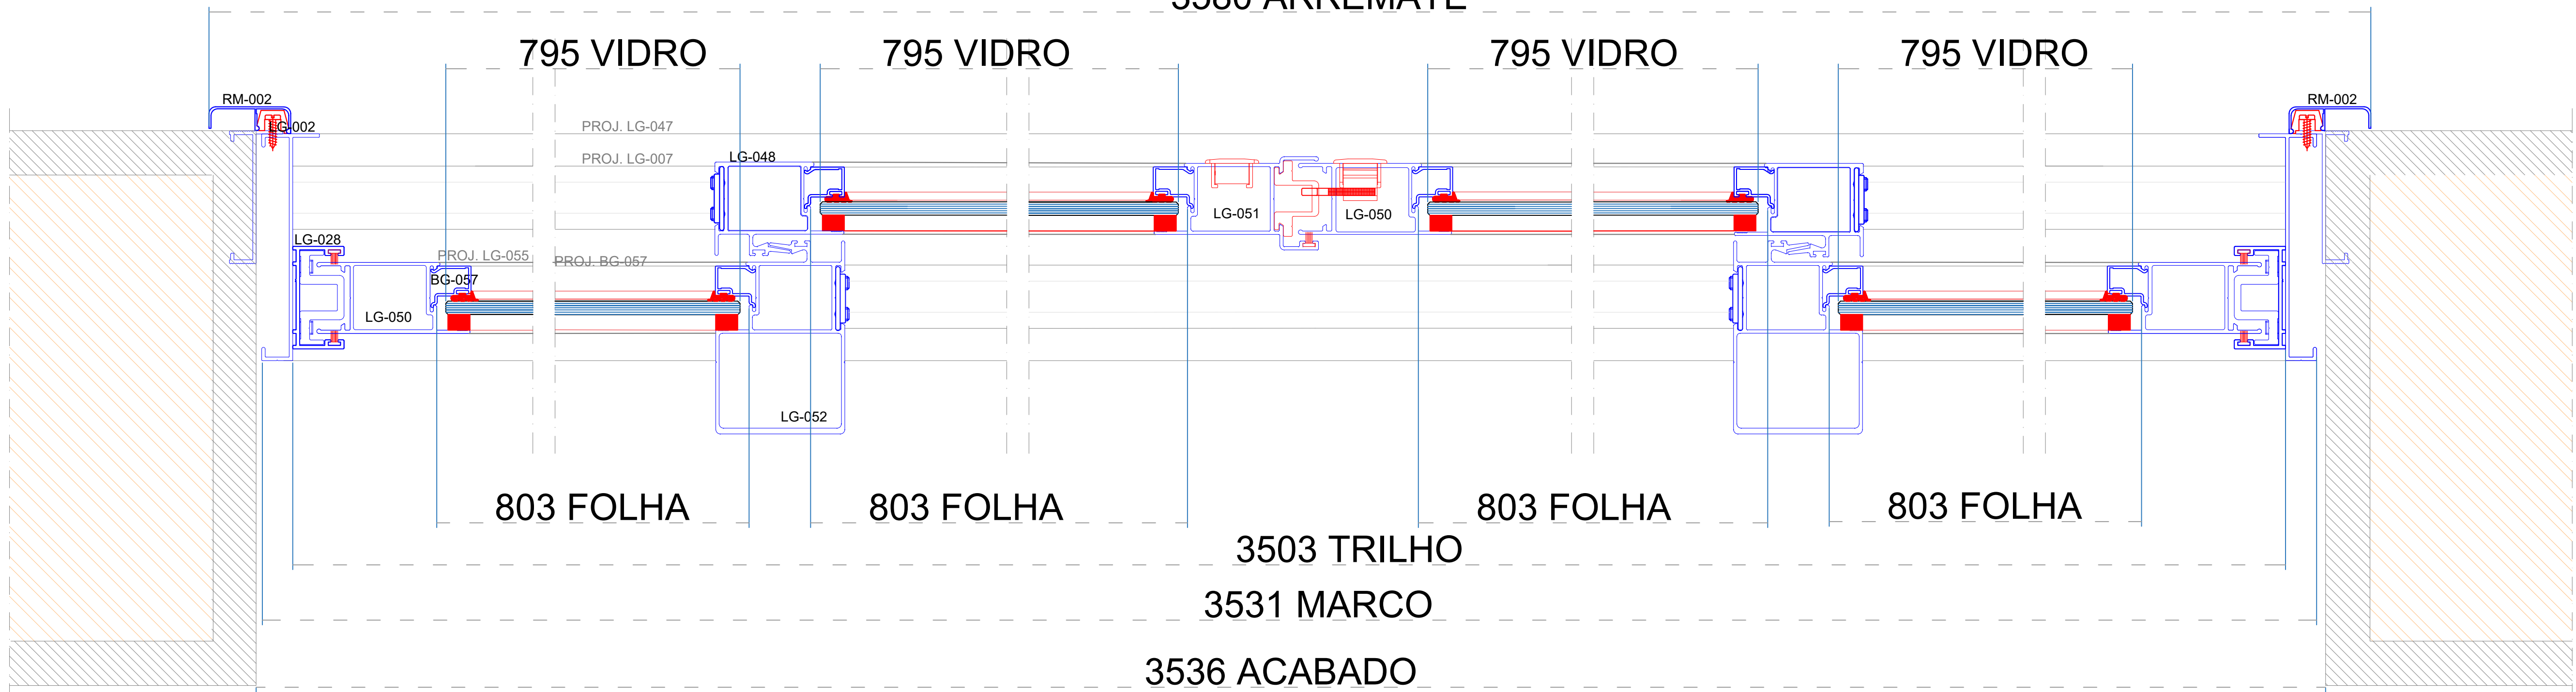 3580 ARREMATE
795 VIDRO
795 VIDRO
795 VIDRO
795 VIDRO
RM-002
RM-002
LG-002
PROJ. LG-047
PROJ. LG-007
LG-048
LG-051
LG-050
LG-028
PROJ. LG-055
PROJ. BG-057
BG-057
LG-050
LG-052
803 FOLHA
803 FOLHA
803 FOLHA
803 FOLHA
3503 TRILHO
3531 MARCO
3536 ACABADO